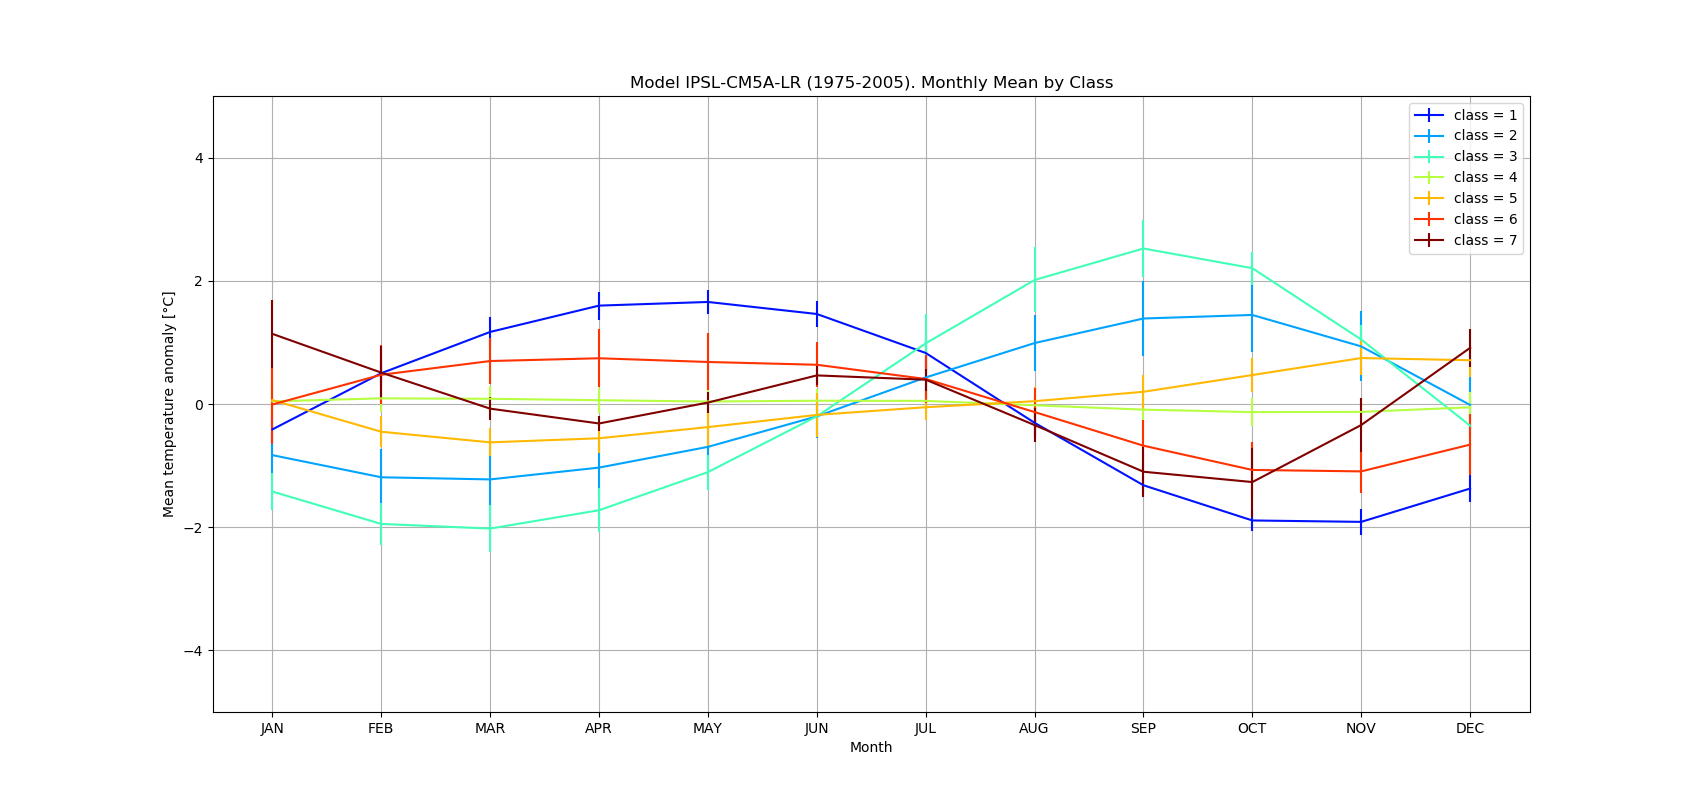 Model IPSL-CM5A-LR (1975-2005). Monthly Mean by Class
class = 1
class = 2
class = 3
class = 4
class = 5
class = 6
class = 7
Mean temperature anomaly [°C]
4
2
0
−2
−4
JAN FEB MAR APR MAY JUN JUL AUG SEP OCT NOV DEC
Month